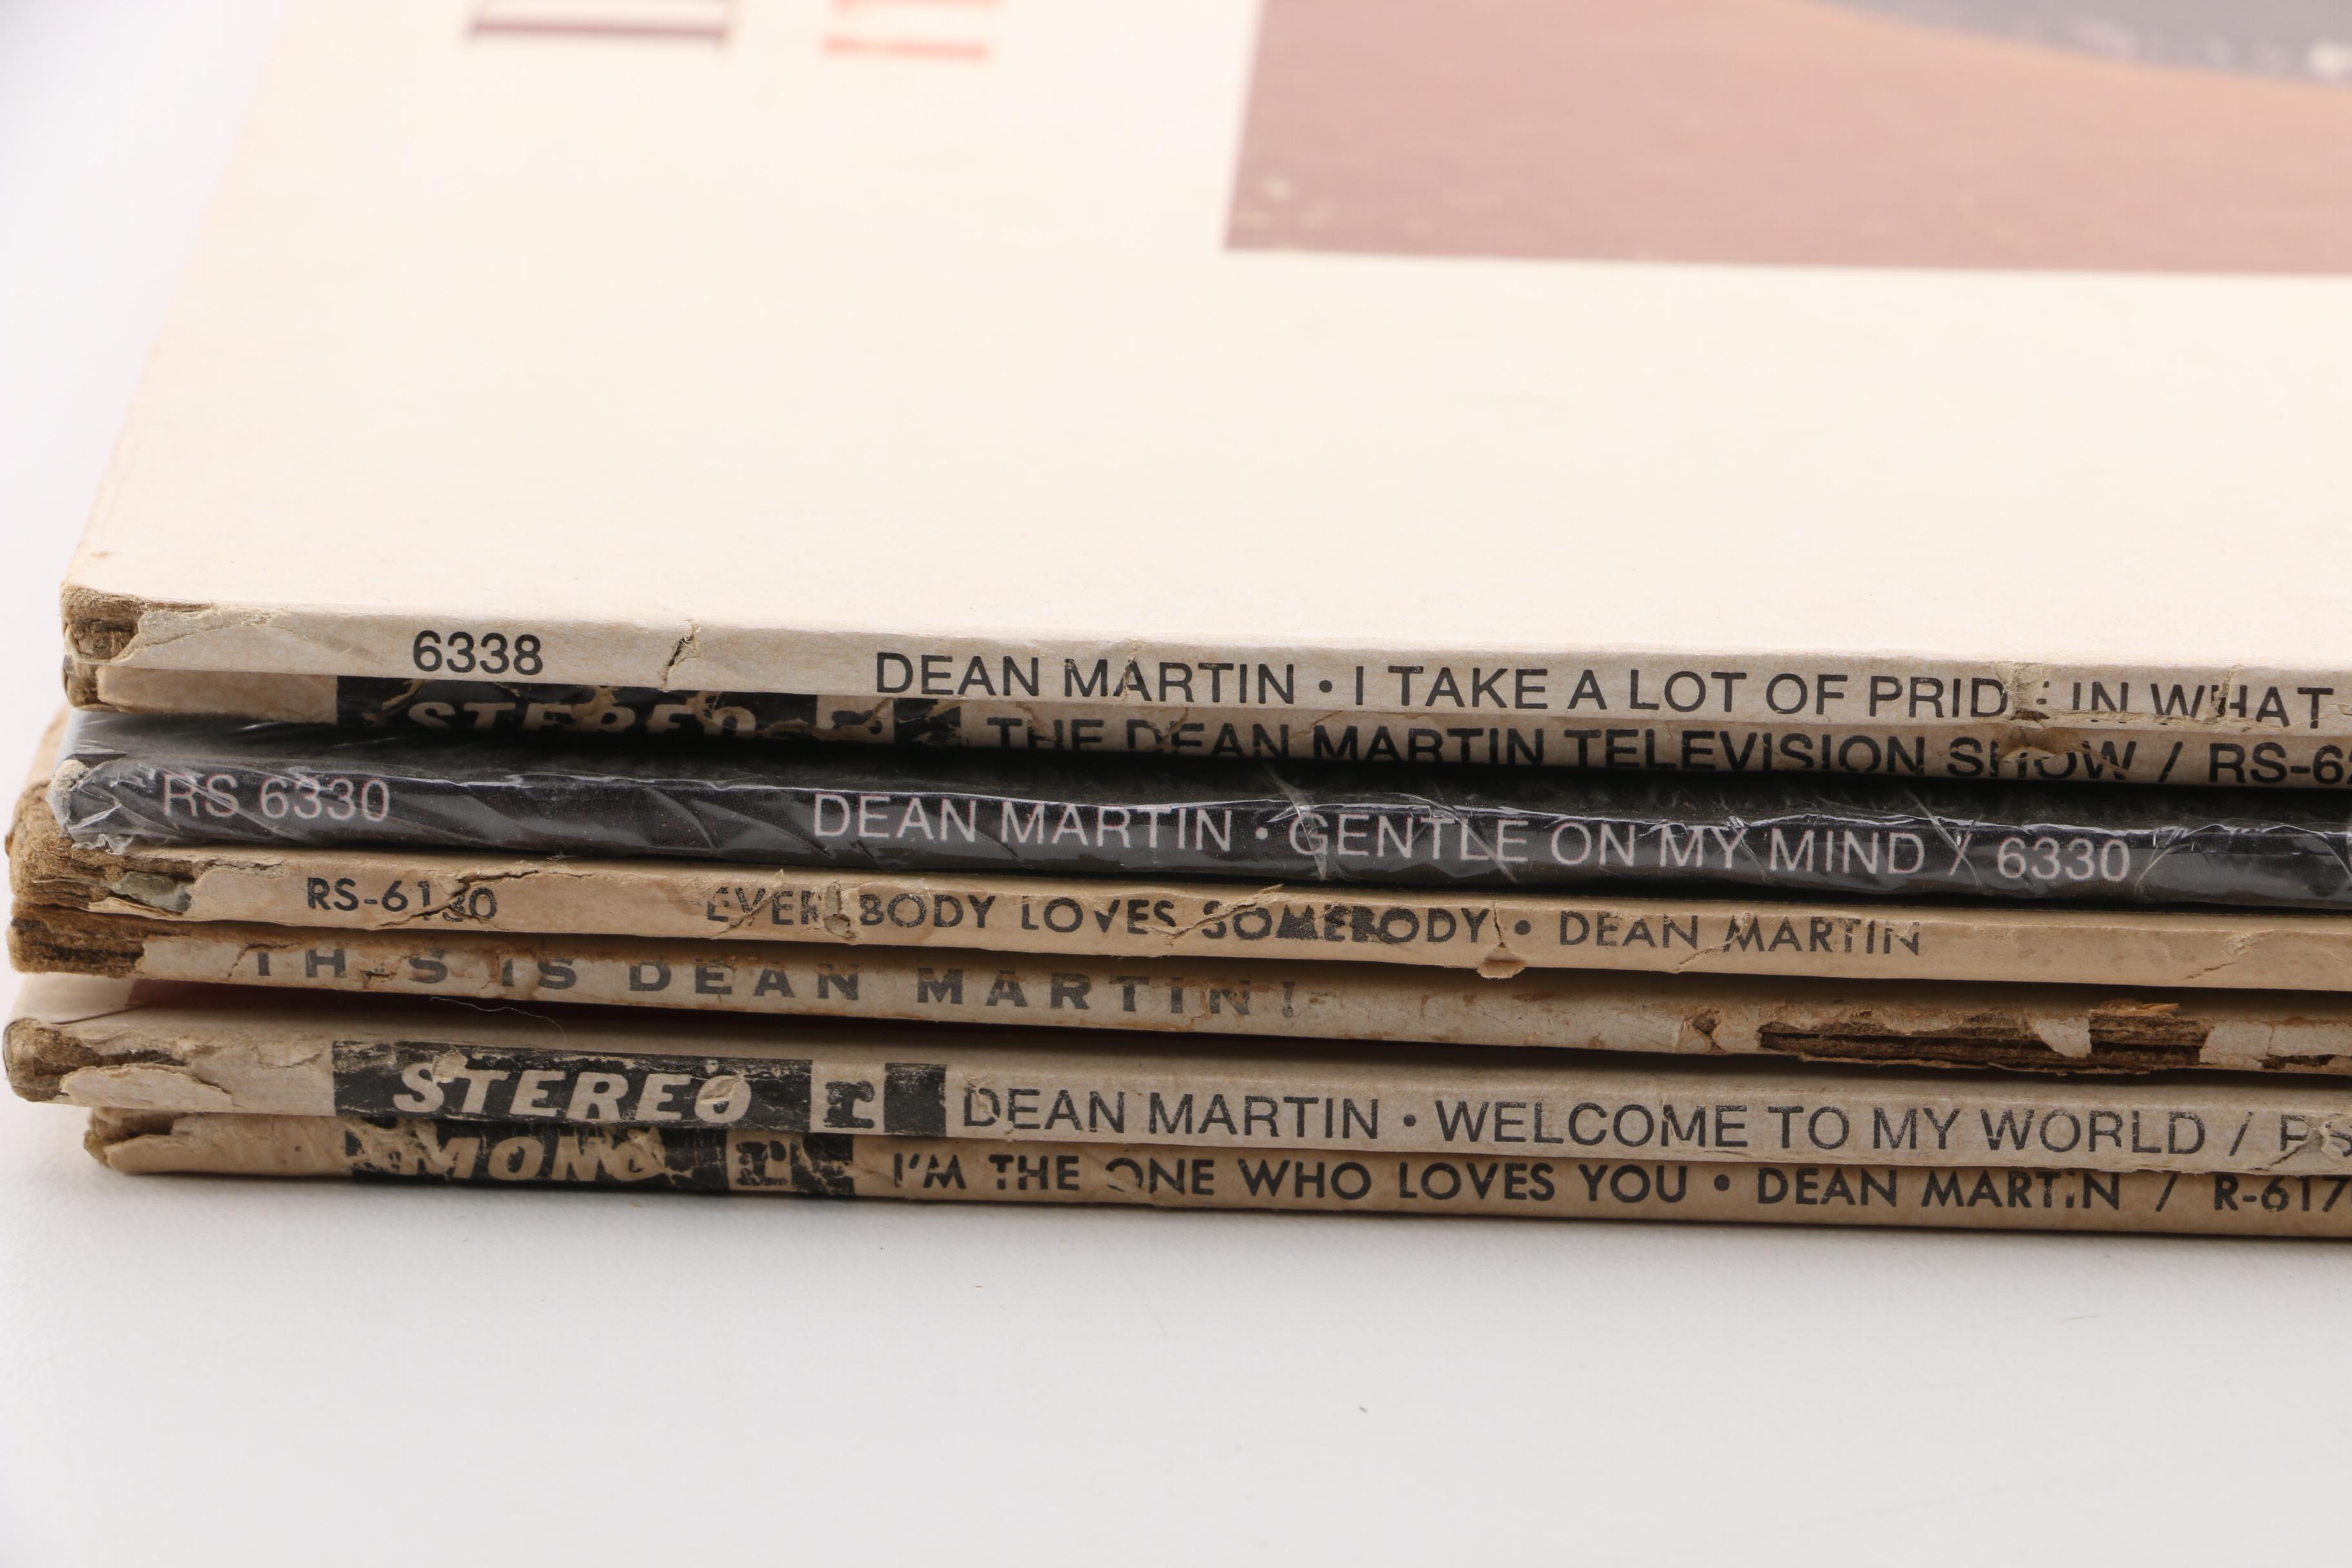 6338 DEAN MARTIN • I TAKE A LOT OF PRIDE IN WHAT
STEREO r THE DEAN MARTIN TELEVISION SHOW / RS-6
RS 6330 DEAN MARTIN • GENTLE ON MY MIND / 6330
RS-6130 EVERYBODY LOVES SOMEBODY • DEAN MARTIN
THIS IS DEAN MARTIN!
STEREO r DEAN MARTIN • WELCOME TO MY WORLD / RS
MONO r I'M THE ONE WHO LOVES YOU • DEAN MARTIN / R-617